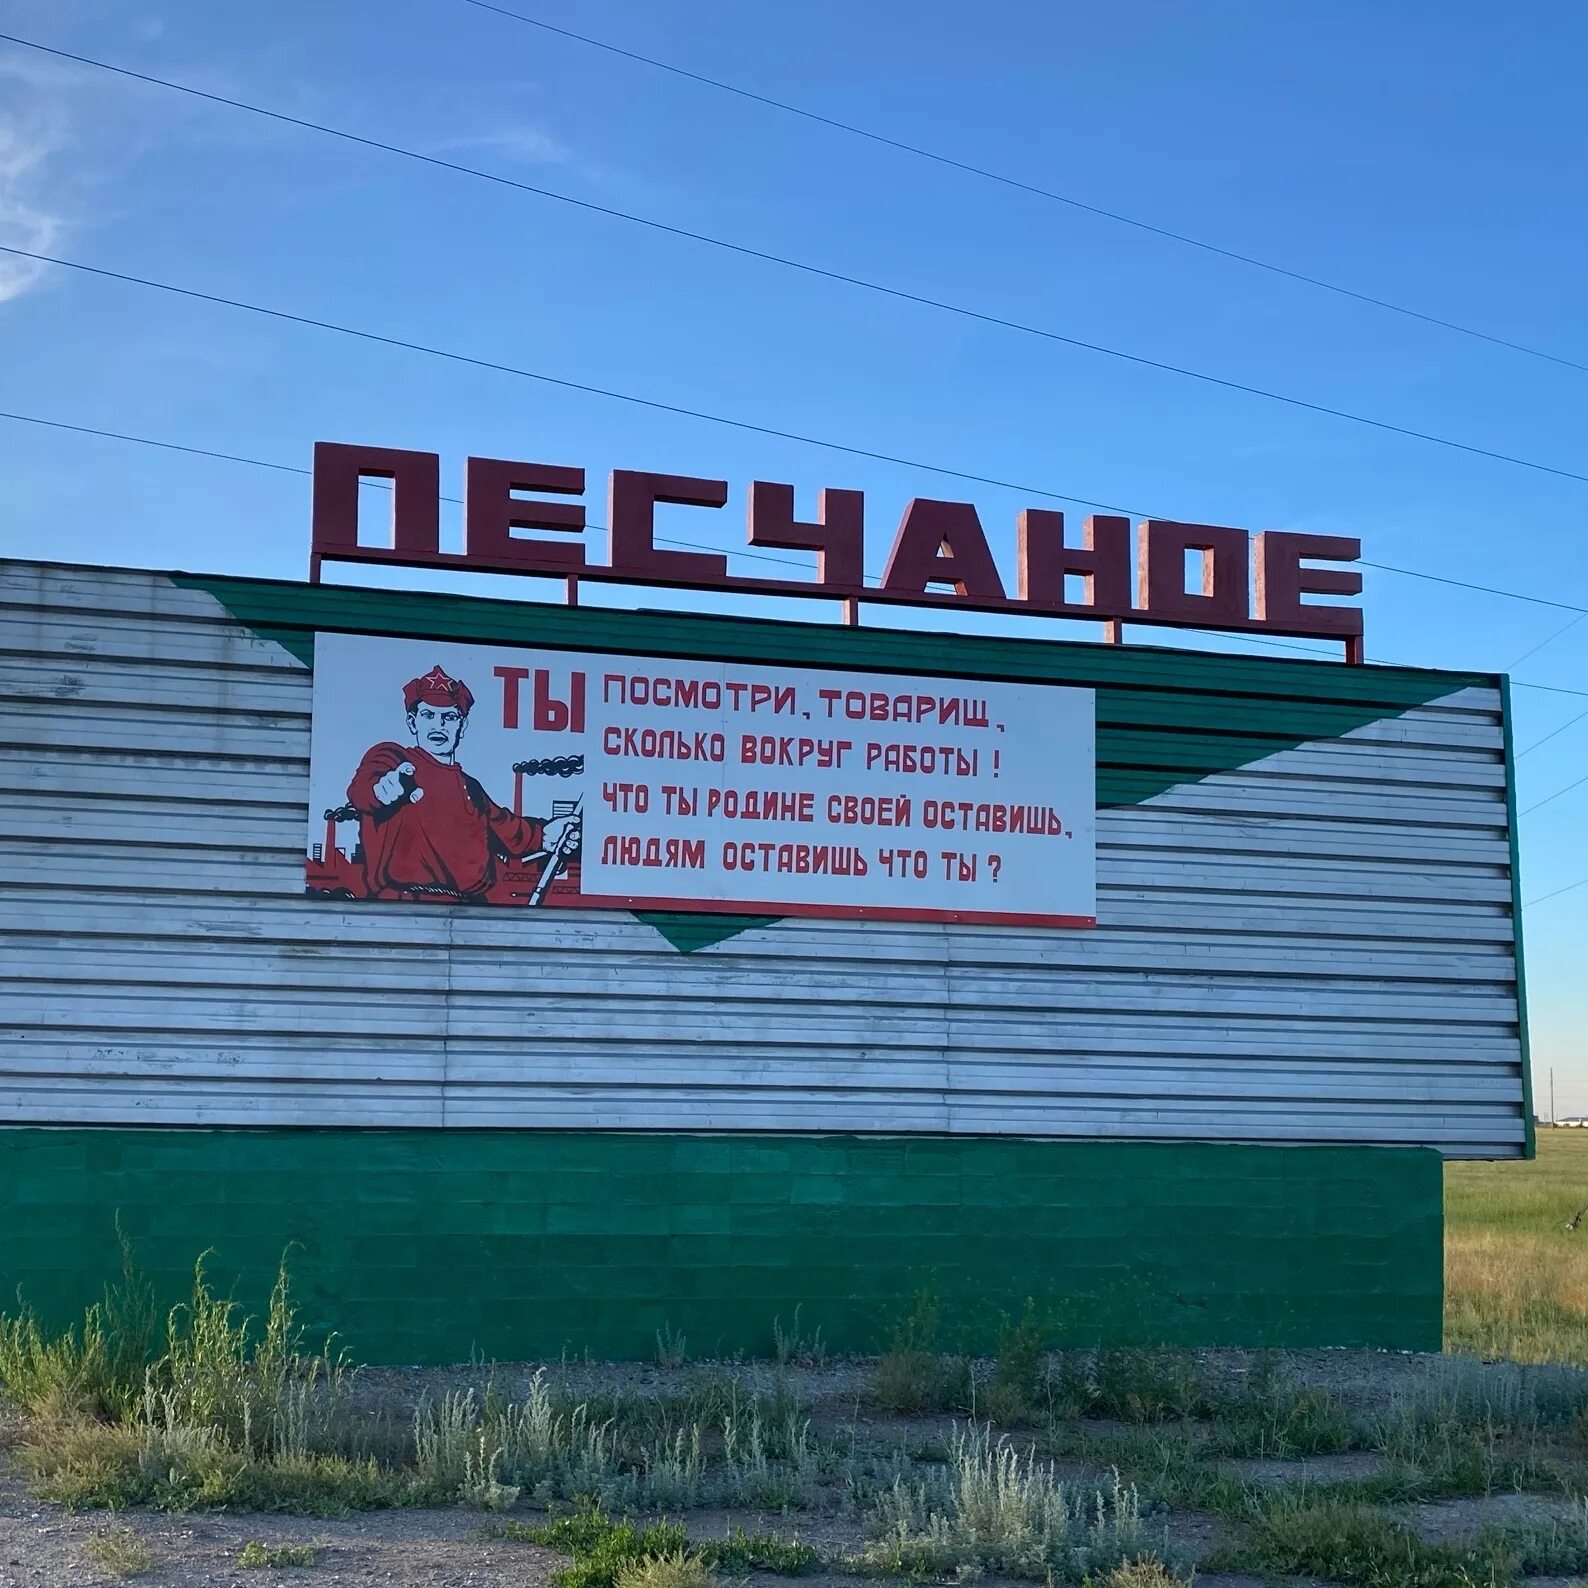 ПЕСЧАНОЕ
ТЫ ПОСМОТРИ, ТОВАРИЩ,
СКОЛЬКО ВОКРУГ РАБОТЫ !
ЧТО ТЫ РОДИНЕ СВОЕЙ ОСТАВИШЬ,
ЛЮДЯМ ОСТАВИШЬ ЧТО ТЫ ?